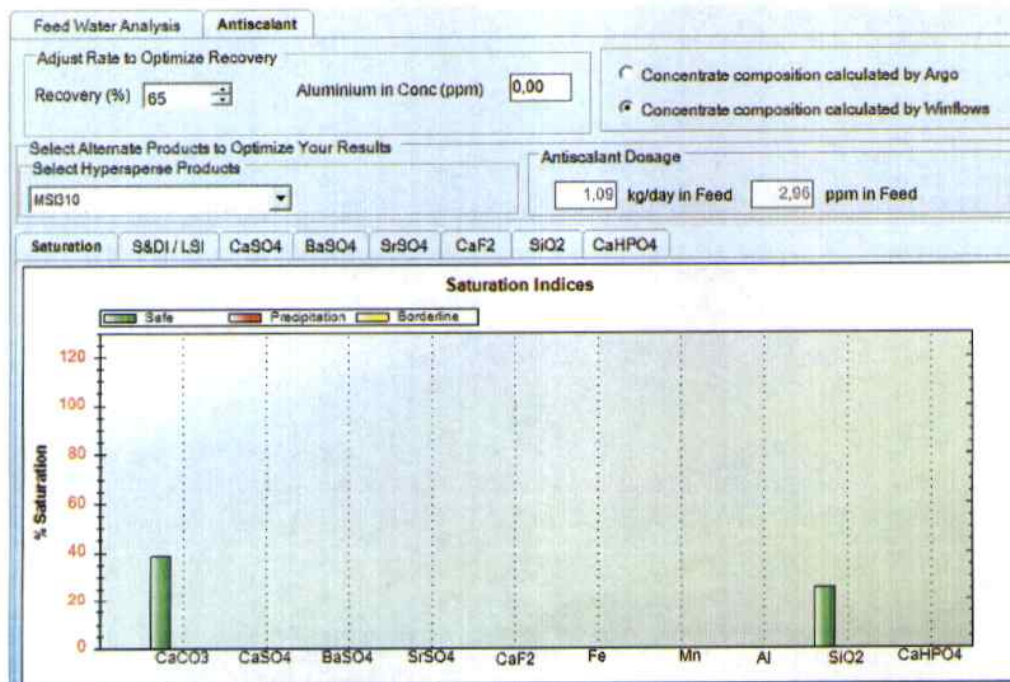 Feed Water Analysis Antiscalant
Adjust Rate to Optimize Recovery
Recovery (%) 65 Aluminium in Conc (ppm) 0,00
Concentrate composition calculated by Argo
Concentrate composition calculated by Winflows
Select Alternate Products to Optimize Your Results
Select Hypersperse Products
MSI310
Antiscalant Dosage
1,09 kg/day in Feed 2,96 ppm in Feed
Saturation S&DI / LSI CaSO4 BaSO4 SrSO4 CaF2 SiO2 CaHPO4
Saturation Indices
Safe Precipitation Borderline
% Saturation
120
100
80
60
40
20
0
CaCO3 CaSO4 BaSO4 SrSO4 CaF2 Fe Mn Al SiO2 CaHPO4